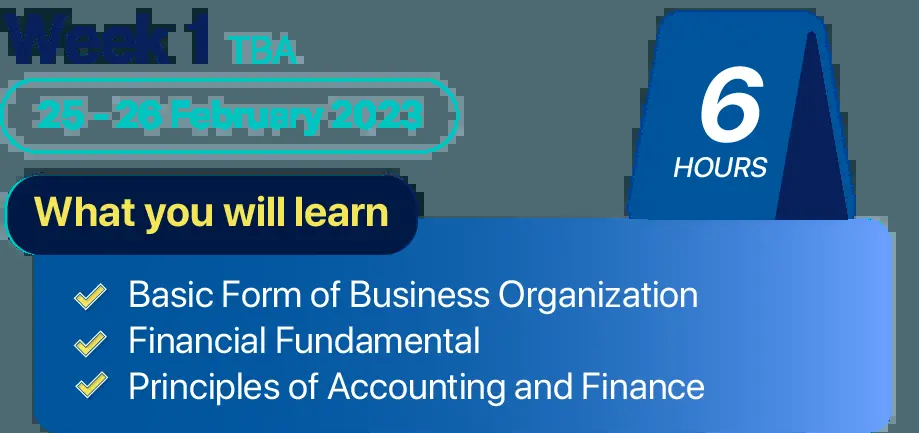 Week 1 TBA
25 - 26 February 2023
6
HOURS
What you will learn
Basic Form of Business Organization
Financial Fundamental
Principles of Accounting and Finance